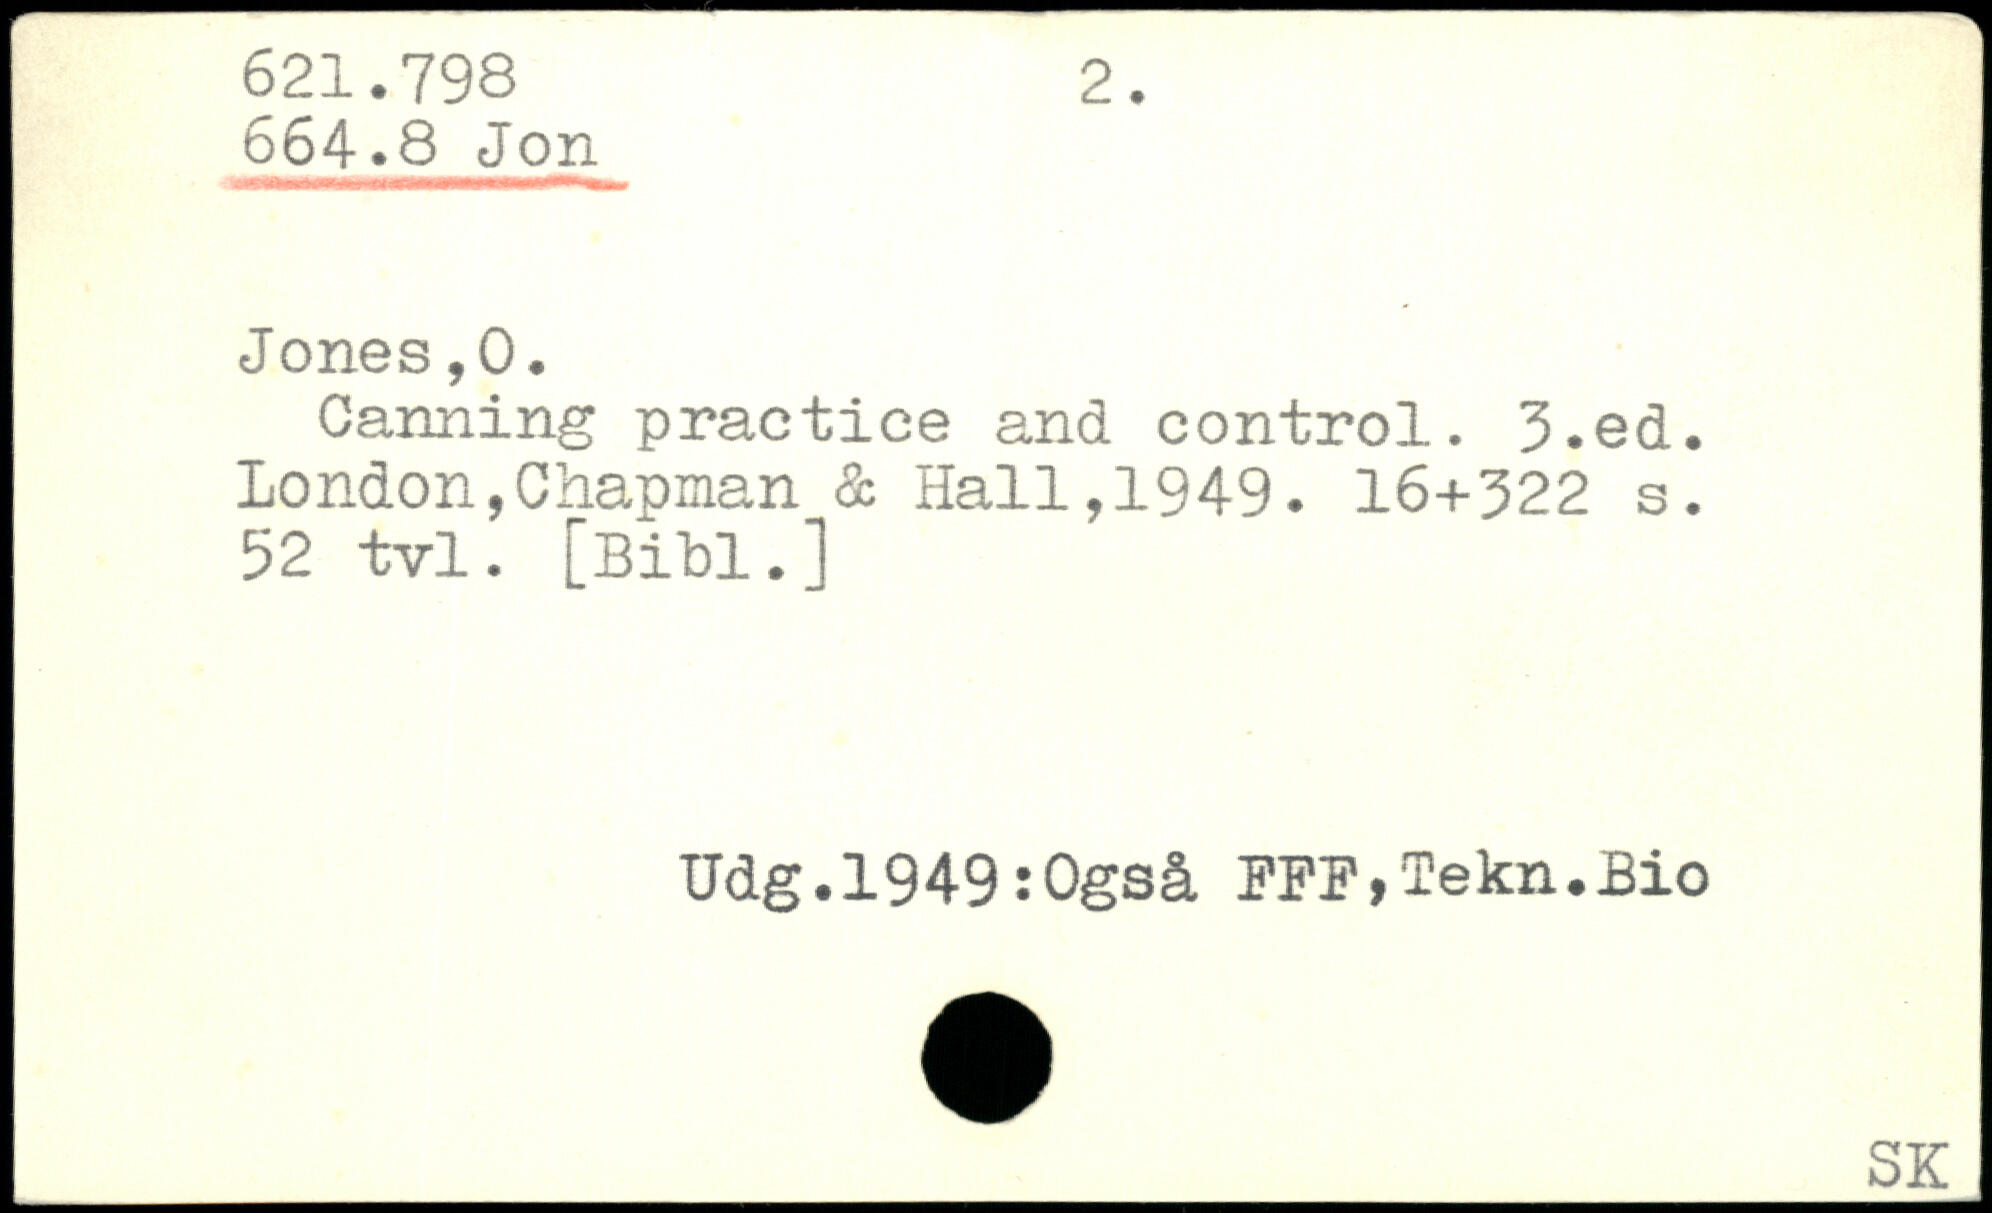 621.798 2.
664.8 Jon
Jones,O.
Canning practice and control. 3.ed.
London,Chapman & Hall,1949. 16+322 s.
52 tvl. [Bibl.]
Udg.1949:Også FFF,Tekn.Bio
SK